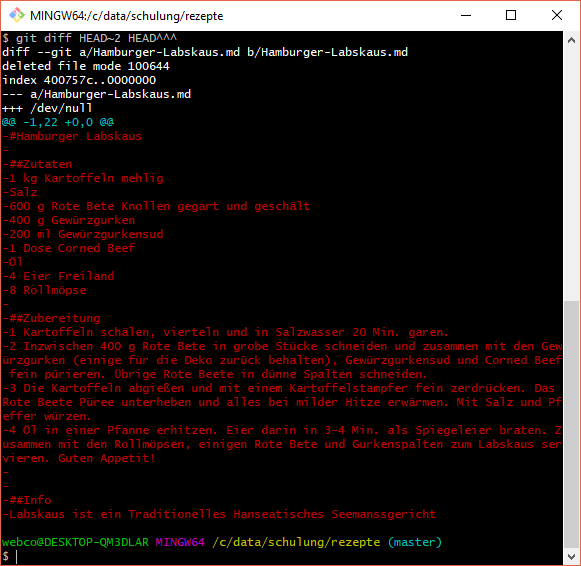 MINGW64:/c/data/schulung/rezepte
$ git diff HEAD~2 HEAD^^^
diff --git a/Hamburger-Labskaus.md b/Hamburger-Labskaus.md
deleted file mode 100644
index 400757c..0000000
--- a/Hamburger-Labskaus.md
+++ /dev/null
@@ -1,22 +0,0 @@
-#Hamburger Labskaus
-
-##Zutaten
-1 kg Kartoffeln mehlig
-Salz
-600 g Rote Bete Knollen gegart und geschält
-400 g Gewürzgurken
-200 ml Gewürzgurkensud
-1 Dose Corned Beef
-Öl
-4 Eier Freiland
-8 Rollmöpse
-
-##Zubereitung
-1 Kartoffeln schälen, vierteln und in Salzwasser 20 Min. garen.
-2 Inzwischen 400 g Rote Bete in grobe Stücke schneiden und zusammen mit den Gew
ürzgurken (einige für die Deko zurück behalten), Gewürzgurkensud und Corned Beef
 fein pürieren. Übrige Rote Beete in dünne Spalten schneiden.
-3 Die Kartoffeln abgießen und mit einem Kartoffelstampfer fein zerdrücken. Das
Rote Beete Püree unterheben und alles bei milder Hitze erwärmen. Mit Salz und Pf
effer würzen.
-4 Öl in einer Pfanne erhitzen. Eier darin in 3-4 Min. als Spiegeleier braten. Z
usammen mit den Rollmöpsen, einigen Rote Bete und Gurkenspalten zum Labskaus ser
vieren. Guten Appetit!
-
-
-##Info
-Labskaus ist ein Traditionelles Hanseatisches Seemanssgericht
webco@DESKTOP-QM3DLAR MINGW64 /c/data/schulung/rezepte (master)
$